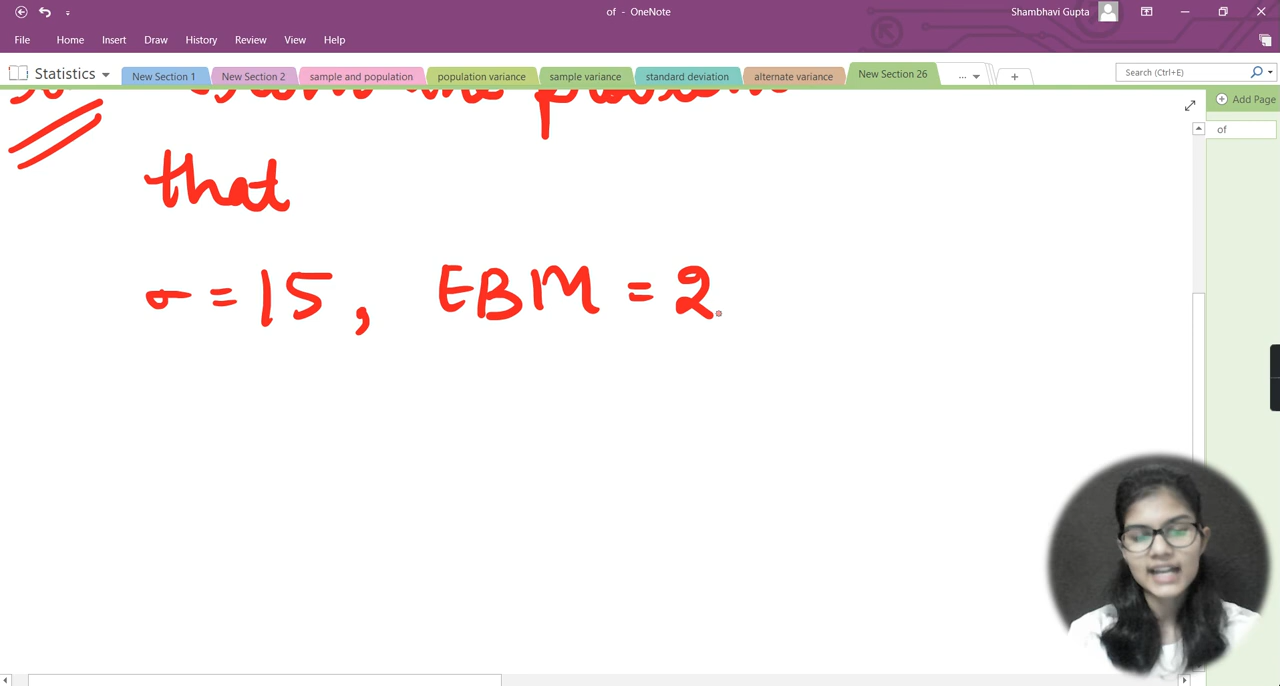 of - OneNote
Shambhavi Gupta
File Home Insert Draw History Review View Help
Statistics
New Section 1 New Section 2 sample and population population variance sample variance standard deviation alternate variance New Section 26 ... +
Search (Ctrl+E)
Add Page
of
the problem
that
σ = 15, EBM = 2